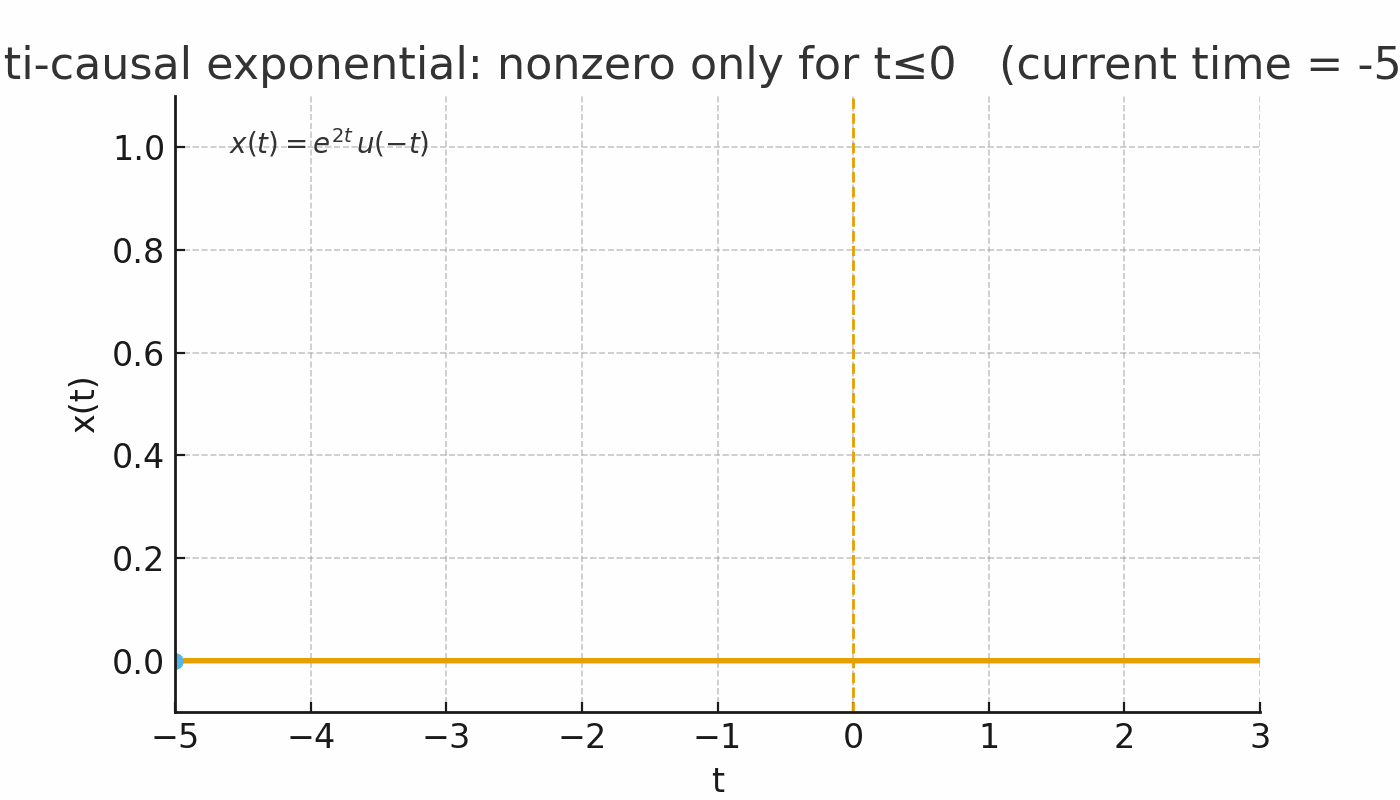 ti-causal exponential: nonzero only for t≤0   (current time = -5
x(t) = e^{2t} u(−t)
1.0
0.8
0.6
0.4
0.2
0.0
x(t)
−5 −4 −3 −2 −1 0 1 2 3
t